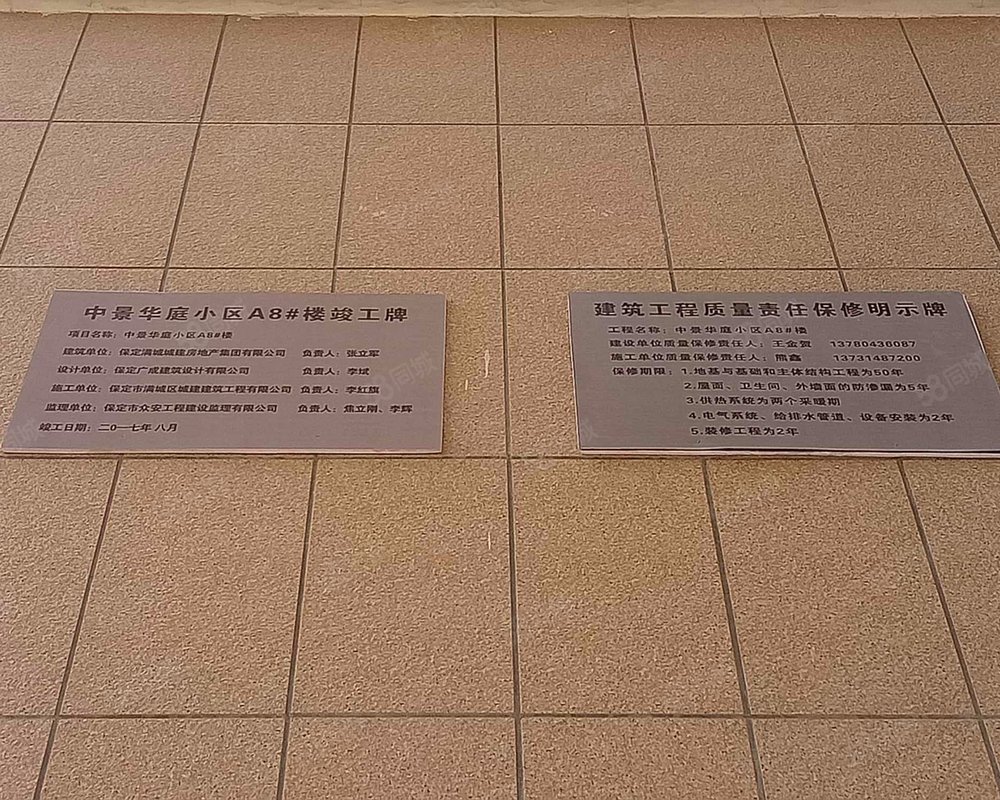 中景华庭小区A8#楼竣工牌
项目名称：中景华庭小区A8#楼
建筑单位：保定满城城建房地产集团有限公司 负责人：张立军
设计单位：保定广成建筑设计有限公司 负责人：李斌
施工单位：保定市满城区城建建筑工程有限公司 负责人：李红旗
监理单位：保定市众安工程建设监理有限公司 负责人：焦立刚、李辉
竣工日期：二0一七年八月
建筑工程质量责任保修明示牌
工程名称：中景华庭小区A8#楼
建设单位质量保修责任人：王金贺 13780436087
施工单位质量保修责任人：熊鑫 13731487200
保修期限：1.地基与基础和主体结构工程为50年
2.屋面、卫生间、外墙面的防渗漏为5年
3.供热系统为两个采暖期
4.电气系统、给排水管道、设备安装为2年
5.装修工程为2年